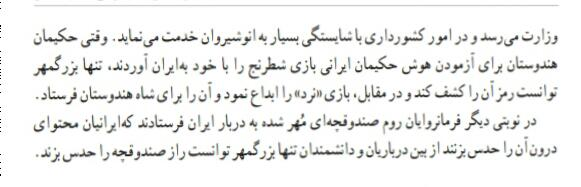 وزارت می‌رسد و در امور کشورداری با شایستگی بسیار به انوشیروان خدمت می‌نماید. وقتی حکیمان
هندوستان برای آزمودن هوش حکیمان ایرانی بازی شطرنج را با خود به‌ایران آوردند، تنها بزرگمهر
توانست رمز آن را کشف کند و در مقابل، بازی «نرد» را ابداع نمود و آن را برای شاه هندوستان فرستاد.
در نوبتی دیگر فرمانروایان روم صندوقچه‌ای مُهر شده به دربار ایران فرستادند که‌ایرانیان محتوای
درون آن را حدس بزنند از بین درباریان و دانشمندان تنها بزرگمهر توانست راز صندوقچه را حدس بزند.